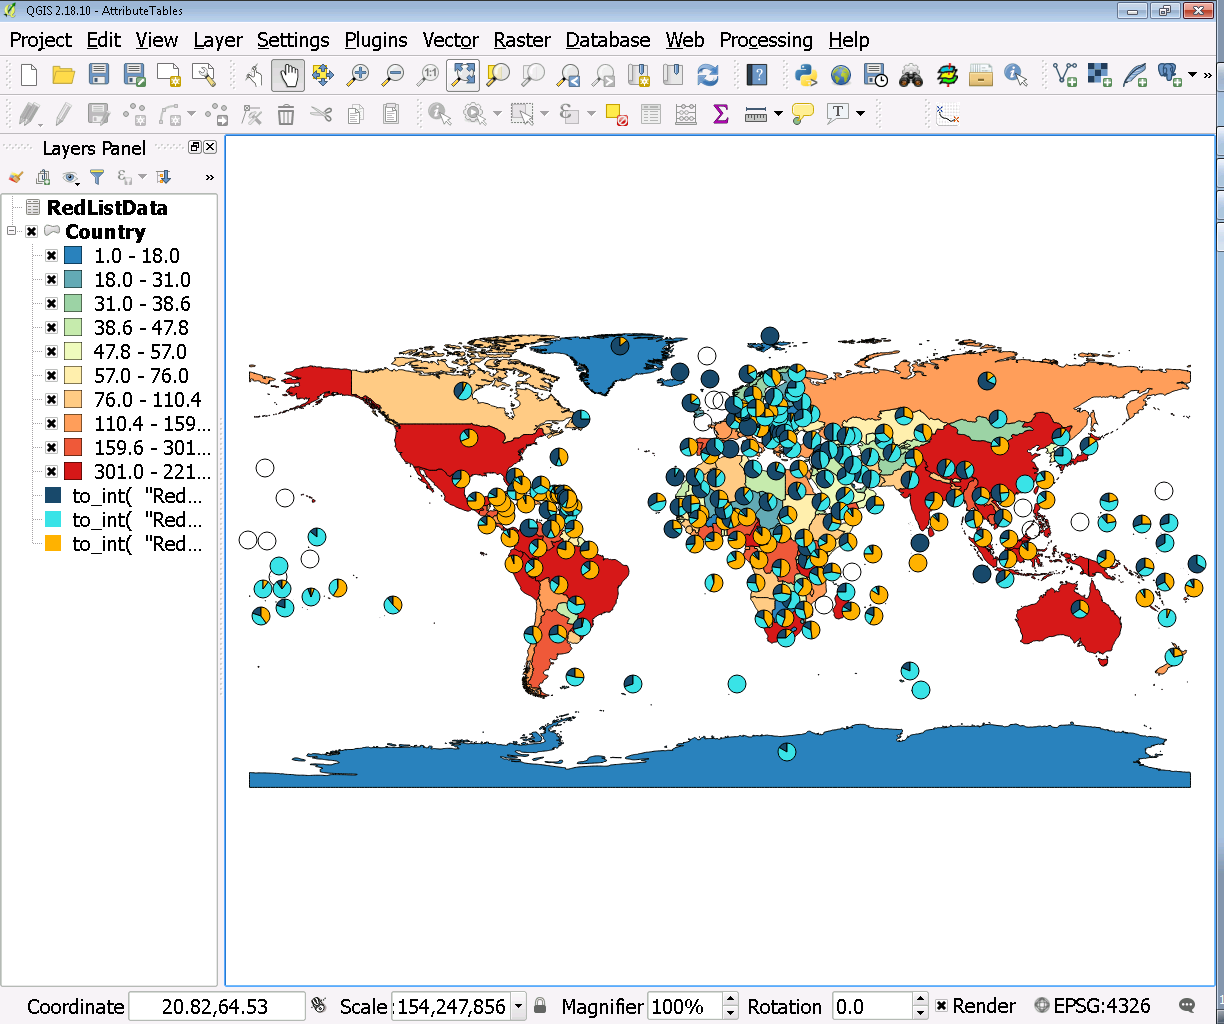 QGIS 2.18.10 - AttributeTables
Project Edit View Layer Settings Plugins Vector Raster Database Web Processing Help
1:1
»
?
Σ
T
Layers Panel
»
RedListData
Country
1.0 - 18.0
18.0 - 31.0
31.0 - 38.6
38.6 - 47.8
47.8 - 57.0
57.0 - 76.0
76.0 - 110.4
110.4 - 159...
159.6 - 301...
301.0 - 221...
to_int( "Red...
to_int( "Red...
to_int( "Red...
Coordinate 20.82,64.53 Scale :154,247,856 Magnifier 100% Rotation 0.0 Render EPSG:4326